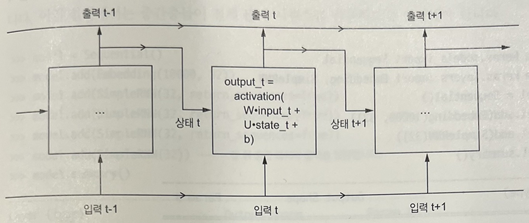 출력 t-1
출력 t
출력 t+1
...
상태 t
output_t =
activation(
W•input_t +
U•state_t +
b)
상태 t+1
...
입력 t-1
입력 t
입력 t+1